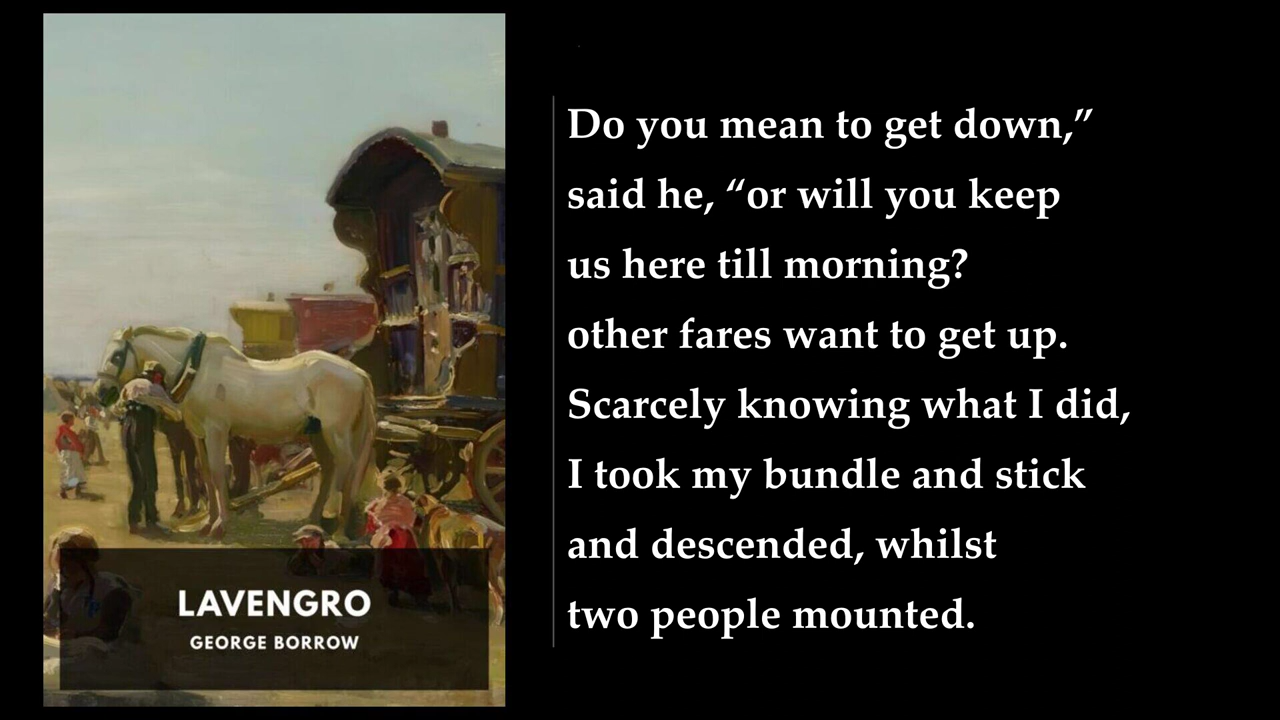 LAVENGRO
GEORGE BORROW
Do you mean to get down,”
said he, “or will you keep
us here till morning?
other fares want to get up.
Scarcely knowing what I did,
I took my bundle and stick
and descended, whilst
two people mounted.